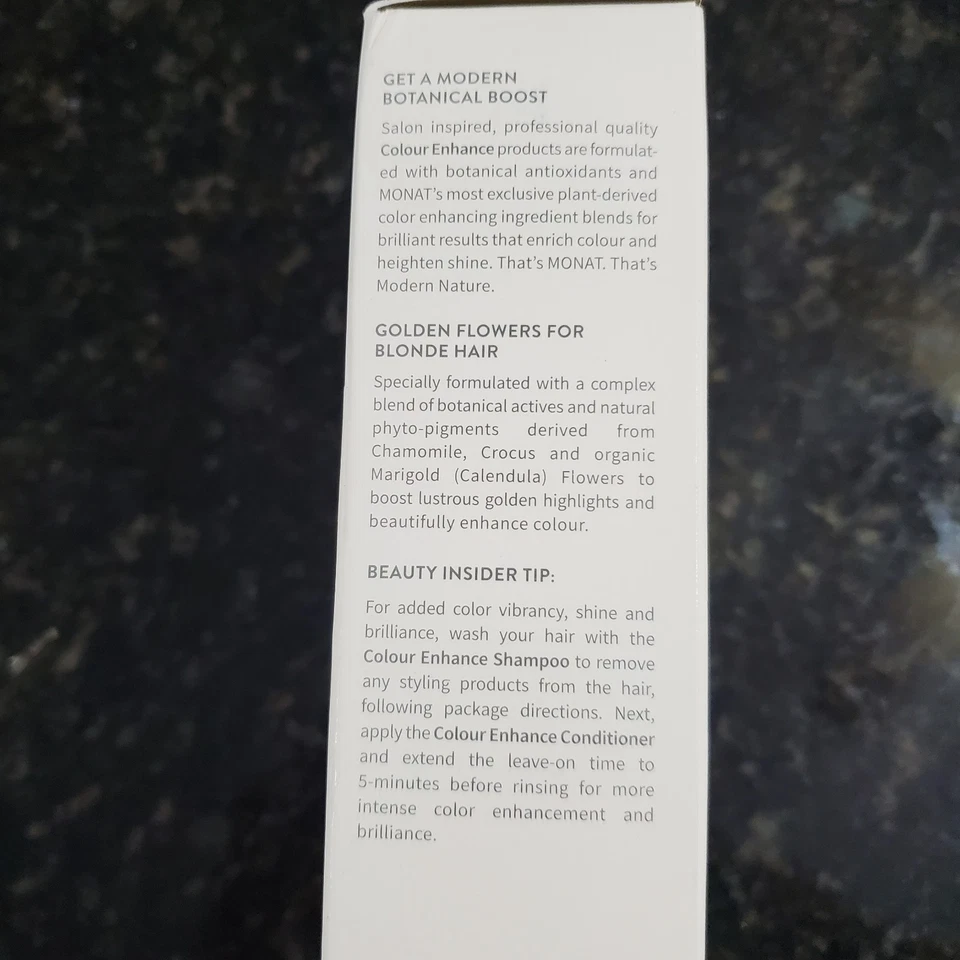 GET A MODERN
BOTANICAL BOOST
Salon inspired, professional quality
Colour Enhance products are formulat-
ed with botanical antioxidants and
MONAT's most exclusive plant-derived
color enhancing ingredient blends for
brilliant results that enrich colour and
heighten shine. That's MONAT. That's
Modern Nature.
GOLDEN FLOWERS FOR
BLONDE HAIR
Specially formulated with a complex
blend of botanical actives and natural
phyto-pigments derived from
Chamomile, Crocus and organic
Marigold (Calendula) Flowers to
boost lustrous golden highlights and
beautifully enhance colour.
BEAUTY INSIDER TIP:
For added color vibrancy, shine and
brilliance, wash your hair with the
Colour Enhance Shampoo to remove
any styling products from the hair,
following package directions. Next,
apply the Colour Enhance Conditioner
and extend the leave-on time to
5-minutes before rinsing for more
intense color enhancement and
brilliance.